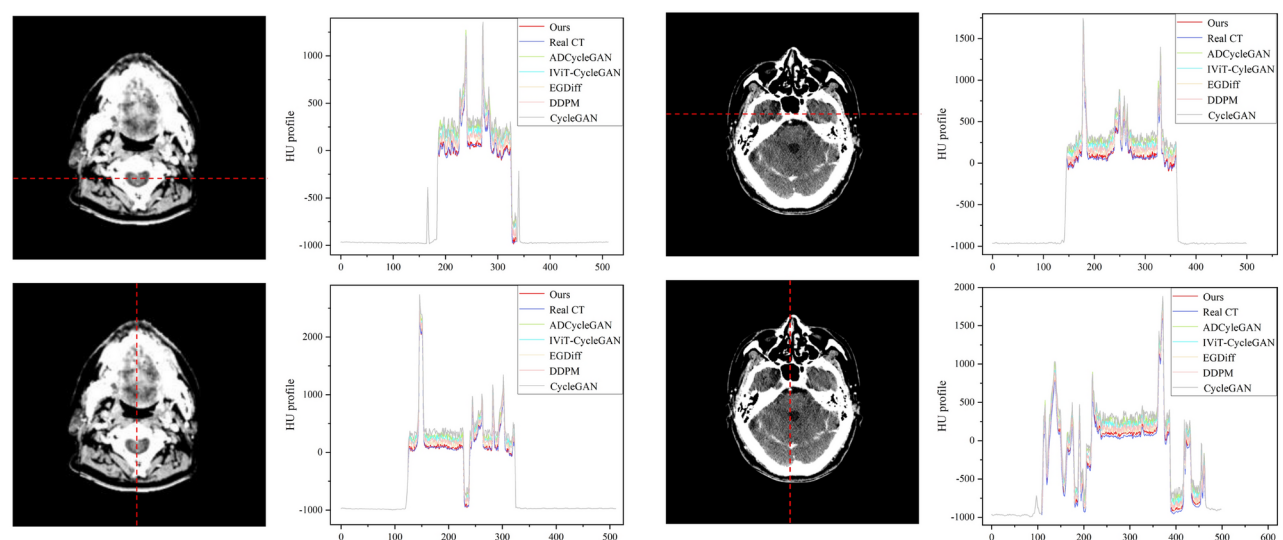 Ours
Real CT
ADCycleGAN
IViT-CycleGAN
EGDiff
DDPM
CycleGAN
HU profile
1000
500
0
-500
-1000
0 100 200 300 400 500
Ours
Real CT
ADCycleGAN
IViT-CyleGAN
EGDiff
DDPM
CycleGAN
HU profile
1750
1500
1000
500
0
-500
-1000
0 100 200 300 400 500 600
Ours
Real CT
ADCycleGAN
IViT-CycleGAN
EGDiff
DDPM
CycleGAN
HU profile
2000
1000
0
-1000
0 100 200 300 400 500
Ours
Real CT
ADCycleGAN
IViT-CycleGAN
EGDiff
DDPM
CycleGAN
HU profile
2000
1500
1000
500
0
-500
-1000
0 100 200 300 400 500 600